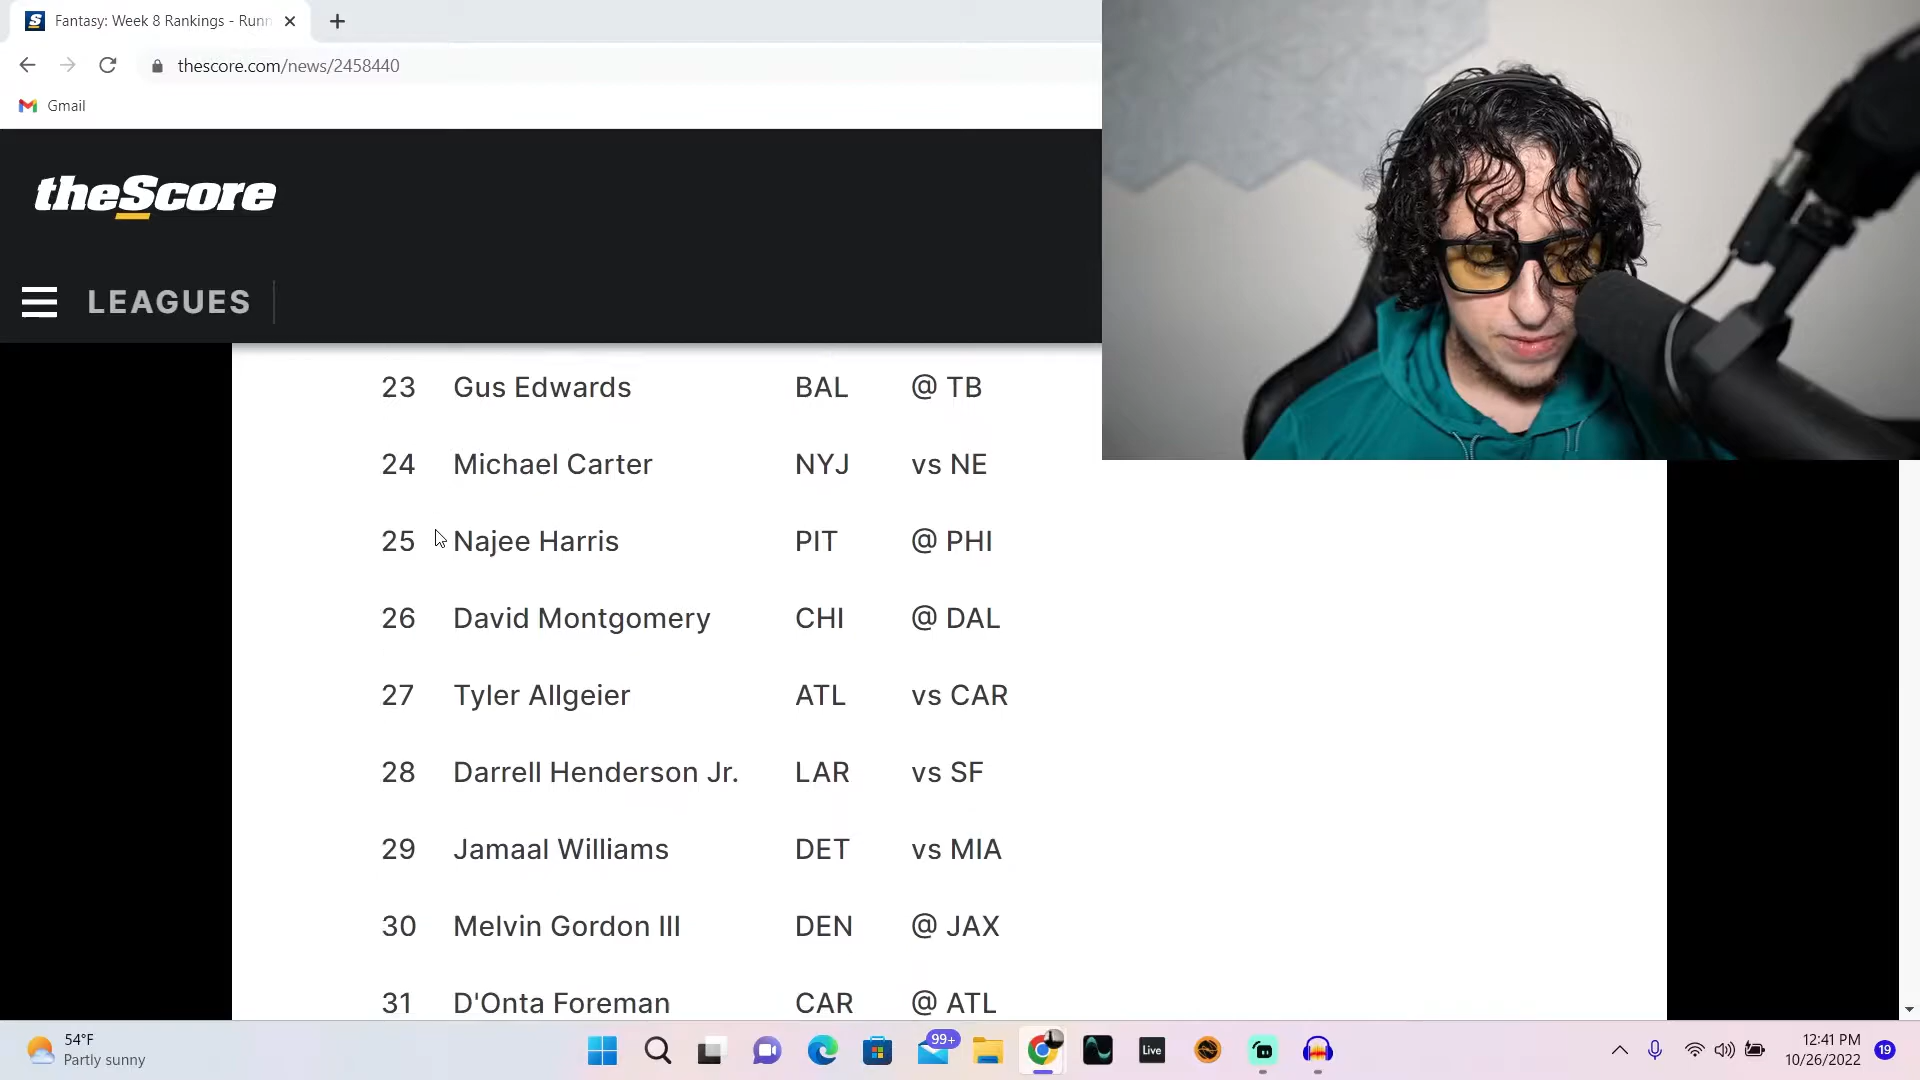 Fantasy: Week 8 Rankings - Runn
thescore.com/news/2458440
Gmail
theScore
LEAGUES
23 Gus Edwards BAL @ TB
24 Michael Carter NYJ vs NE
25 Najee Harris PIT @ PHI
26 David Montgomery CHI @ DAL
27 Tyler Allgeier ATL vs CAR
28 Darrell Henderson Jr. LAR vs SF
29 Jamaal Williams DET vs MIA
30 Melvin Gordon III DEN @ JAX
31 D'Onta Foreman CAR @ ATL
54°F
Partly sunny
99+
Live
12:41 PM
10/26/2022
19